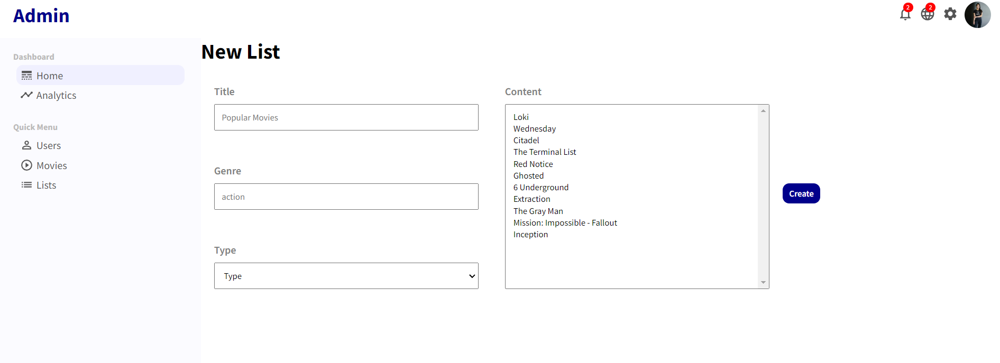 Admin
2
2
Dashboard
Home
Analytics
Quick Menu
Users
Movies
Lists
New List
Title
Popular Movies
Genre
action
Type
Type
Content
Loki
Wednesday
Citadel
The Terminal List
Red Notice
Ghosted
6 Underground
Extraction
The Gray Man
Mission: Impossible - Fallout
Inception
Create